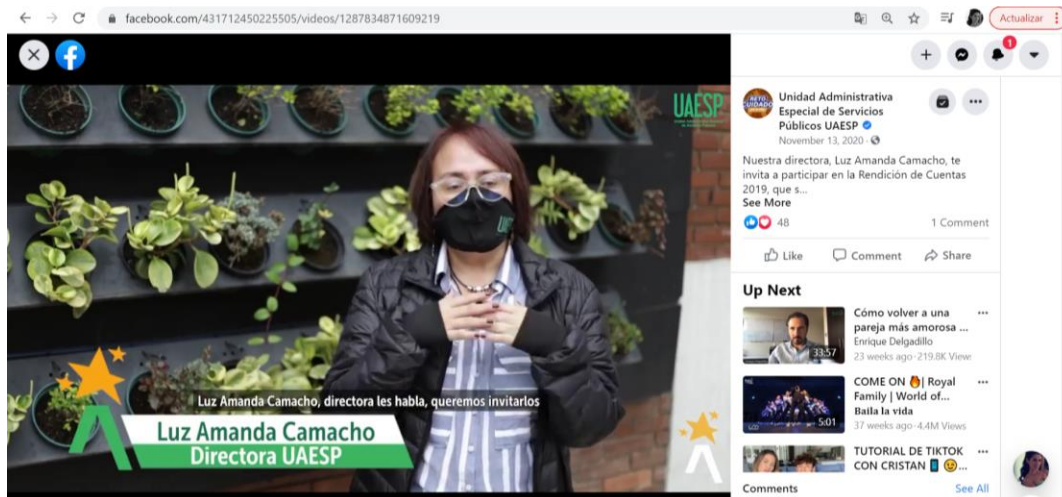 facebook.com/431712450225505/videos/1287834871609219
Actualizar
1
UAESP
Unidad Administrativa
Especial de Servicios
Públicos UAESP
November 13, 2020
Nuestra directora, Luz Amanda Camacho, te
invita a participar en la Rendición de Cuentas
2019, que s...
See More
48
1 Comment
Like
Comment
Share
Up Next
33:57
Cómo volver a una
pareja más amorosa ...
Enrique Delgadillo
23 weeks ago · 219.8K Views
5:01
COME ON 🔥| Royal
Family | World of...
Baila la vida
37 weeks ago · 4.4M Views
TUTORIAL DE TIKTOK
CON CRISTAN 📱 😉...
Comments
See All
Luz Amanda Camacho, directora les habla, queremos invitarlos
Luz Amanda Camacho
Directora UAESP